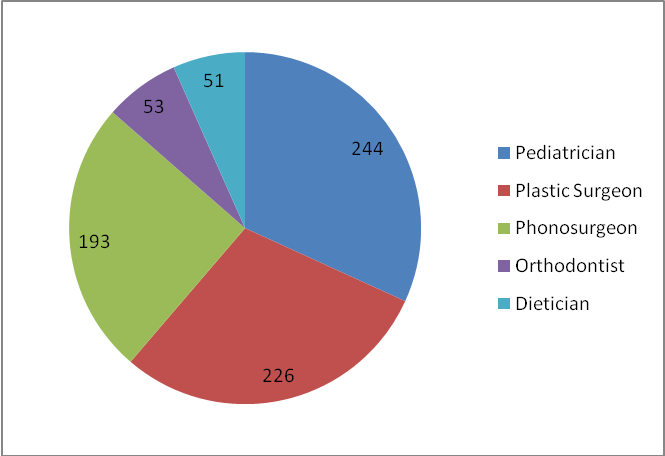 51
53
244
193
226
Pediatrician
Plastic Surgeon
Phonosurgeon
Orthodontist
Dietician